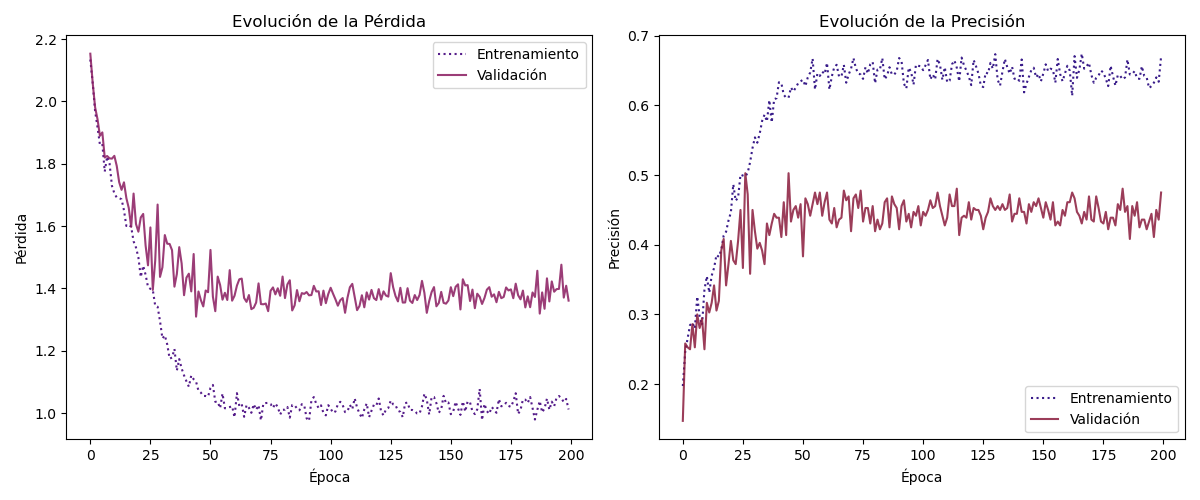 Evolución de la Pérdida
Pérdida
2.2
2.0
1.8
1.6
1.4
1.2
1.0
Entrenamiento
Validación
0 25 50 75 100 125 150 175 200
Época
Evolución de la Precisión
Precisión
0.7
0.6
0.5
0.4
0.3
0.2
Entrenamiento
Validación
0 25 50 75 100 125 150 175 200
Época